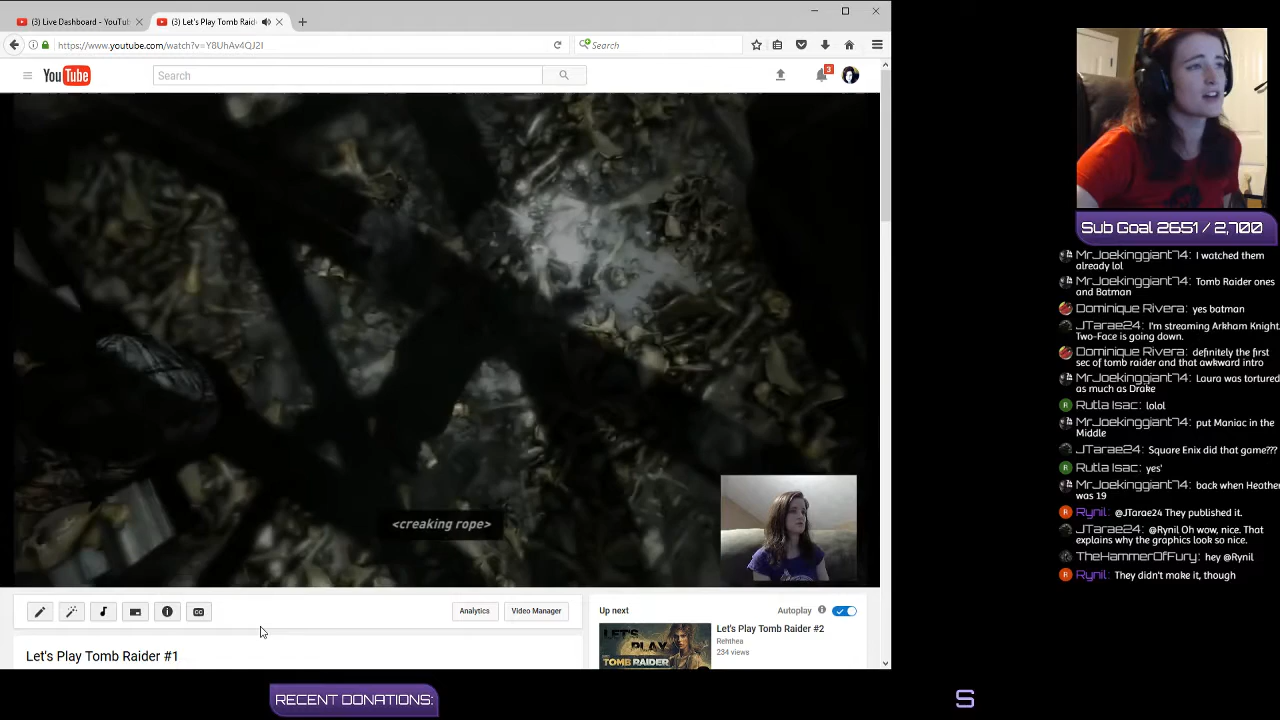 (3) Live Dashboard - YouTu
(3) Let's Play Tomb Raid
https://www.youtube.com/watch?v=Y8UhAv4QJ2I
Search
YouTube
Search
3
<creaking rope>
Analytics
Video Manager
Let's Play Tomb Raider #1
Up next
Autoplay
LET'S PLAY
TOMB RAIDER
Let's Play Tomb Raider #2
Rehthea
234 views
Sub Goal 2651 / 2,700
MrJoekinggiant74: I watched them
already lol
MrJoekinggiant74: Tomb Raider ones
and Batman
Dominique Rivera: yes batman
JTarae24: I'm streaming Arkham Knight.
Two-Face is going down.
Dominique Rivera: definitely the first
sec of tomb raider and that awkward intro
MrJoekinggiant74: Laura was tortured
as much as Drake
Rutla Isac: lolol
MrJoekinggiant74: put Maniac in the
Middle
JTarae24: Square Enix did that game???
Rutla Isac: yes'
MrJoekinggiant74: back when Heather
was 19
Rynil: @JTarae24 They published it.
JTarae24: @Rynil Oh wow, nice. That
explains why the graphics look so nice.
TheHammerOfFury: hey @Rynil
Rynil: They didn't make it, though
RECENT DONATIONS:
S